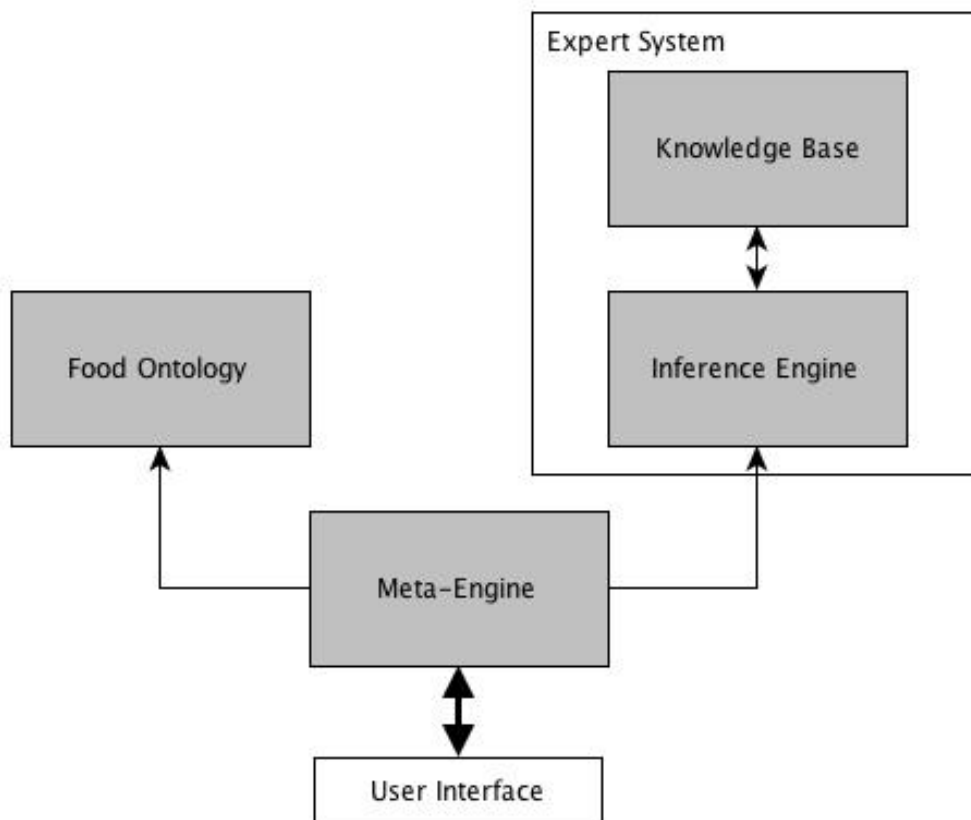 Expert System
Knowledge Base
Food Ontology
Inference Engine
Meta-Engine
User Interface